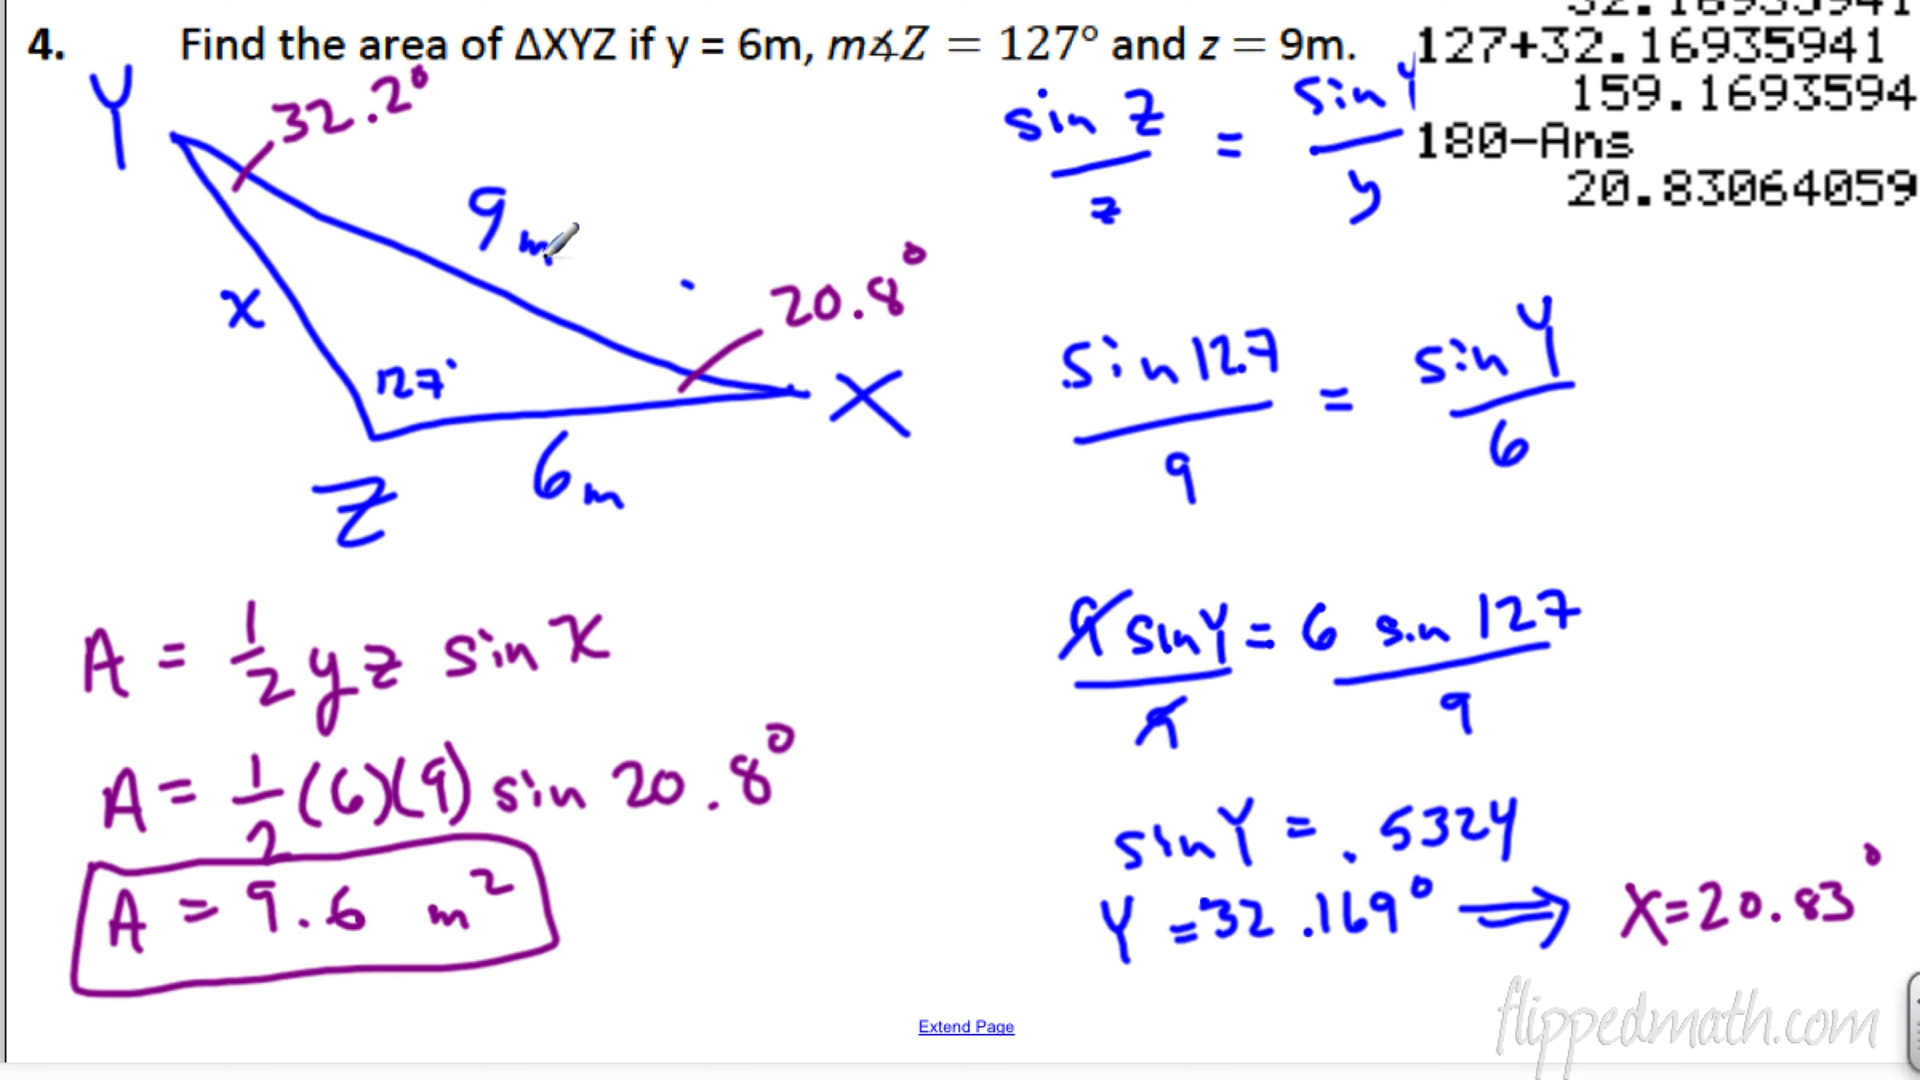 4. Find the area of ΔXYZ if y = 6m, m∡Z = 127° and z = 9m.
127+32.16935941
159.1693594
180-Ans
20.83064059
Y
32.2°
9m
x
20.8°
127°
X
Z
6m
sin Z / z = sin Y / y
sin 127 / 9 = sin Y / 6
9 sin Y / 9 = 6 sin 127 / 9
sin Y = .5324
Y = 32.169° ⟹ X = 20.83°
A = 1/2 y z sin X
A = 1/2 (6)(9) sin 20.8°
A = 9.6 m²
Extend Page
flippedmath.com